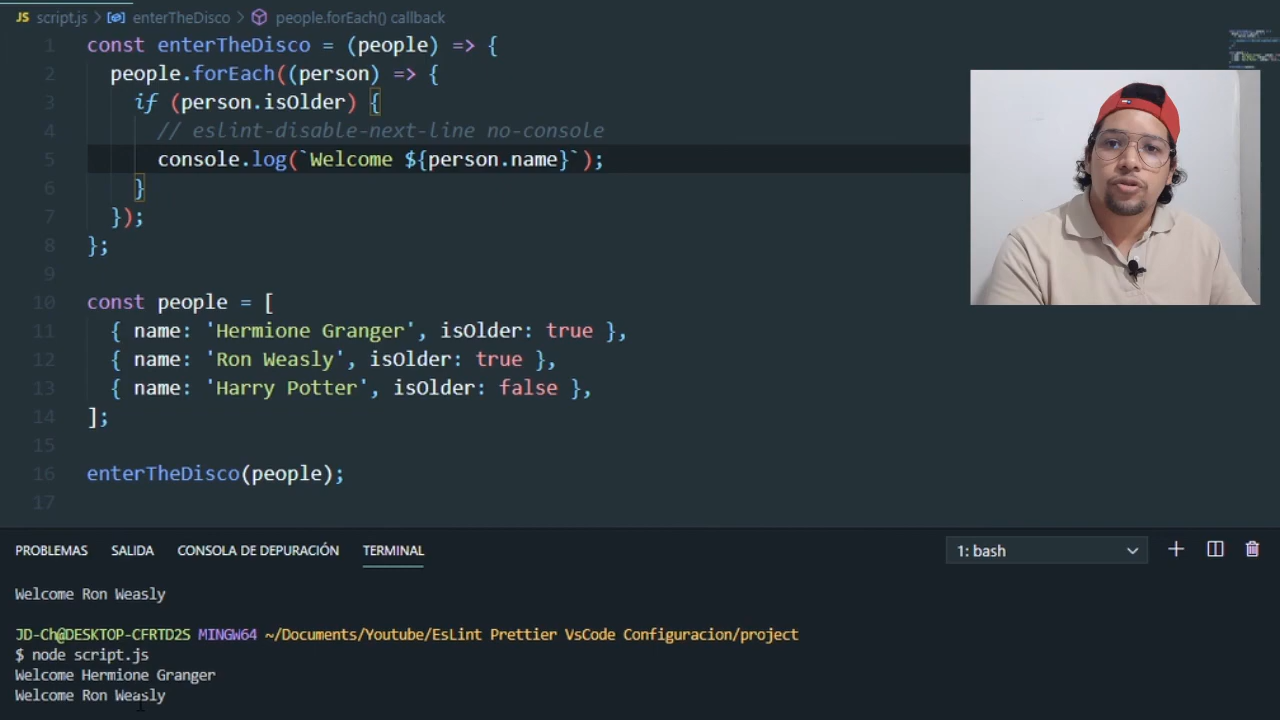 JS script.js > enterTheDisco > people.forEach() callback
1 const enterTheDisco = (people) => {
2 people.forEach((person) => {
3 if (person.isOlder) {
4 // eslint-disable-next-line no-console
5 console.log(`Welcome ${person.name}`);
6 }
7 });
8 };
9
10 const people = [
11 { name: 'Hermione Granger', isOlder: true },
12 { name: 'Ron Weasly', isOlder: true },
13 { name: 'Harry Potter', isOlder: false },
14 ];
15
16 enterTheDisco(people);
17
PROBLEMAS SALIDA CONSOLA DE DEPURACIÓN TERMINAL 1: bash
Welcome Ron Weasly
JD-Ch@DESKTOP-CFRTD2S MINGW64 ~/Documents/Youtube/EsLint Prettier VsCode Configuracion/project
$ node script.js
Welcome Hermione Granger
Welcome Ron Weasly